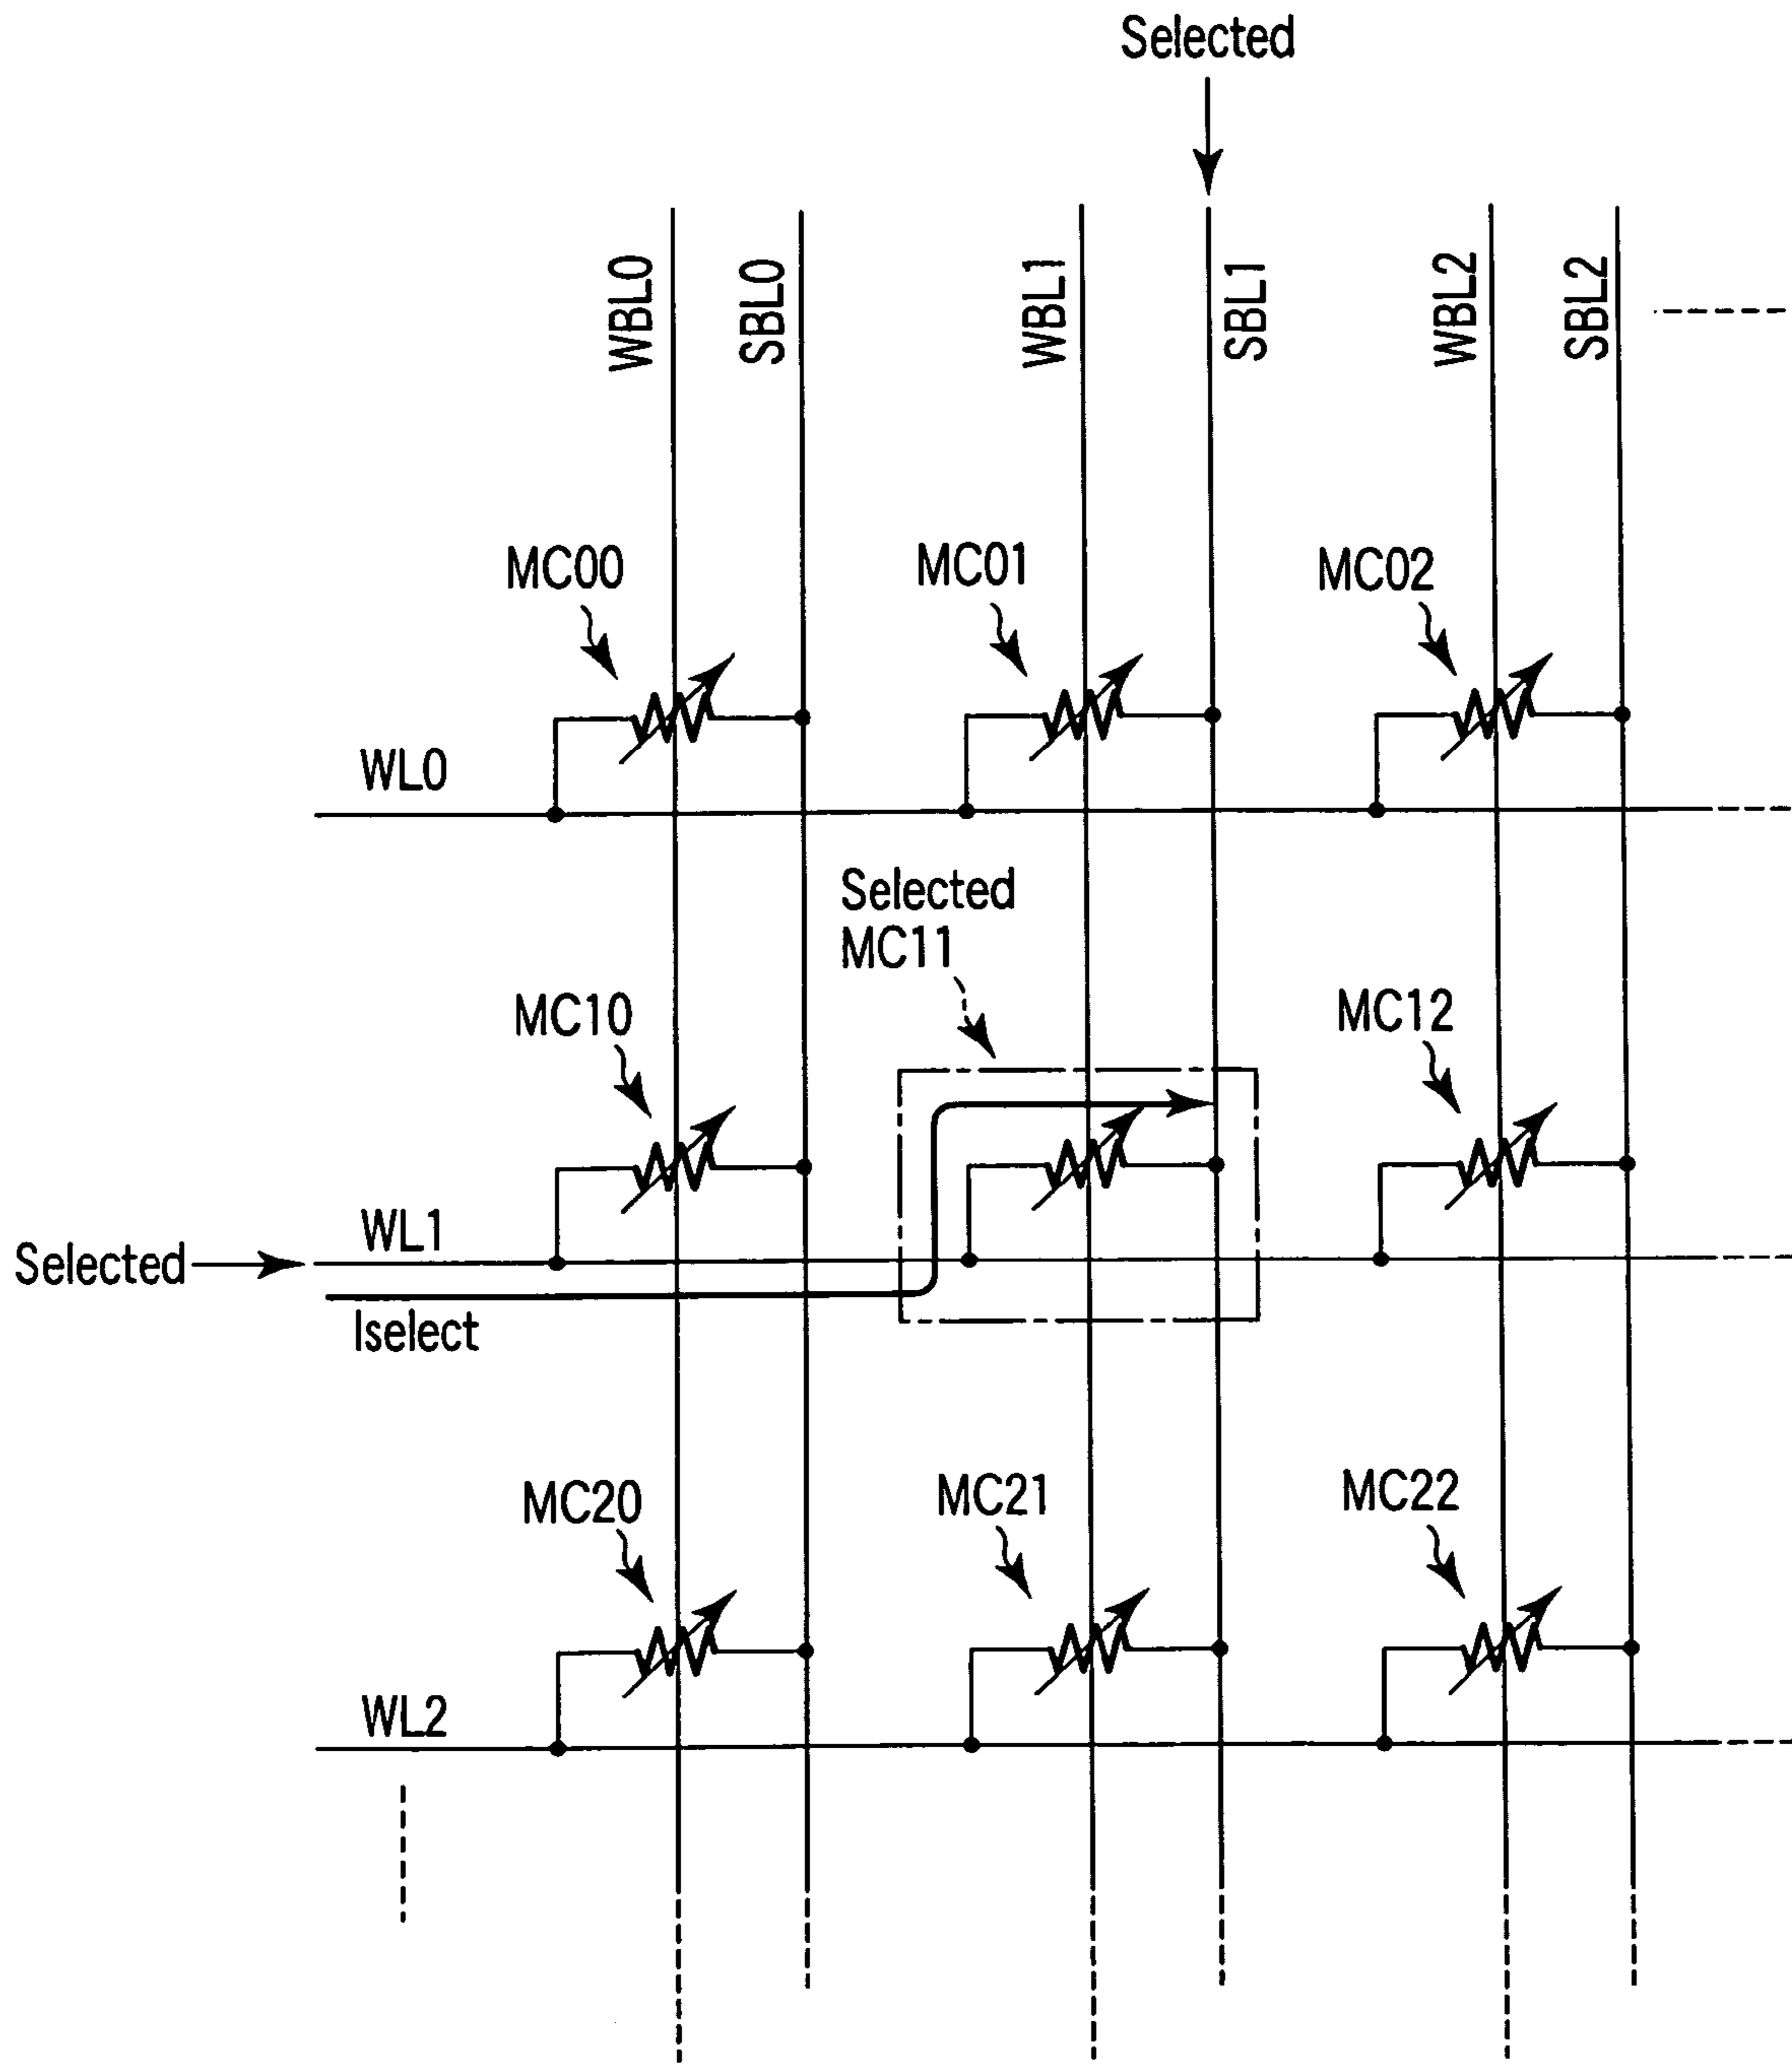 Selected
WBL0
SBL0
WBL1
SBL1
WBL2
SBL2
MC00
MC01
MC02
WL0
Selected
MC11
MC10
MC12
WL1
Selected
Iselect
MC20
MC21
MC22
WL2